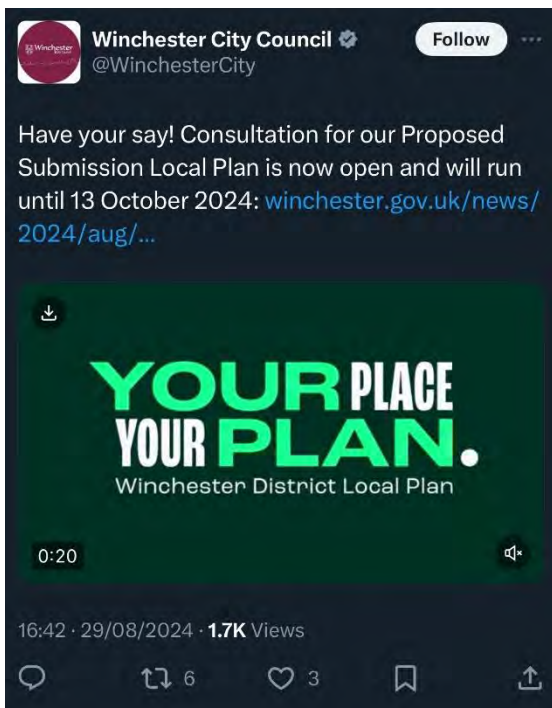 Winchester
Winchester City Council
Follow
@WinchesterCity
Have your say! Consultation for our Proposed
Submission Local Plan is now open and will run
until 13 October 2024: winchester.gov.uk/news/
2024/aug/...
YOUR PLACE
YOUR PLAN.
Winchester District Local Plan
0:20
16:42 · 29/08/2024 · 1.7K Views
6
3